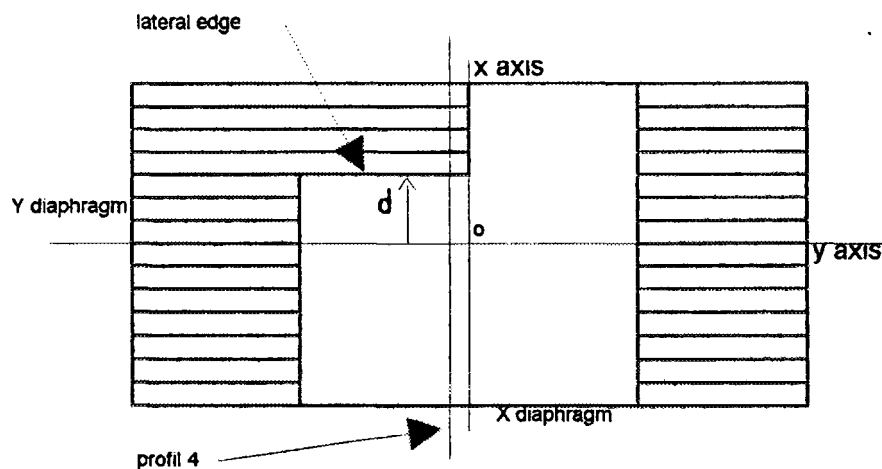 lateral edge
x axis
Y diaphragm
d
o
y axis
X diaphragm
profil 4